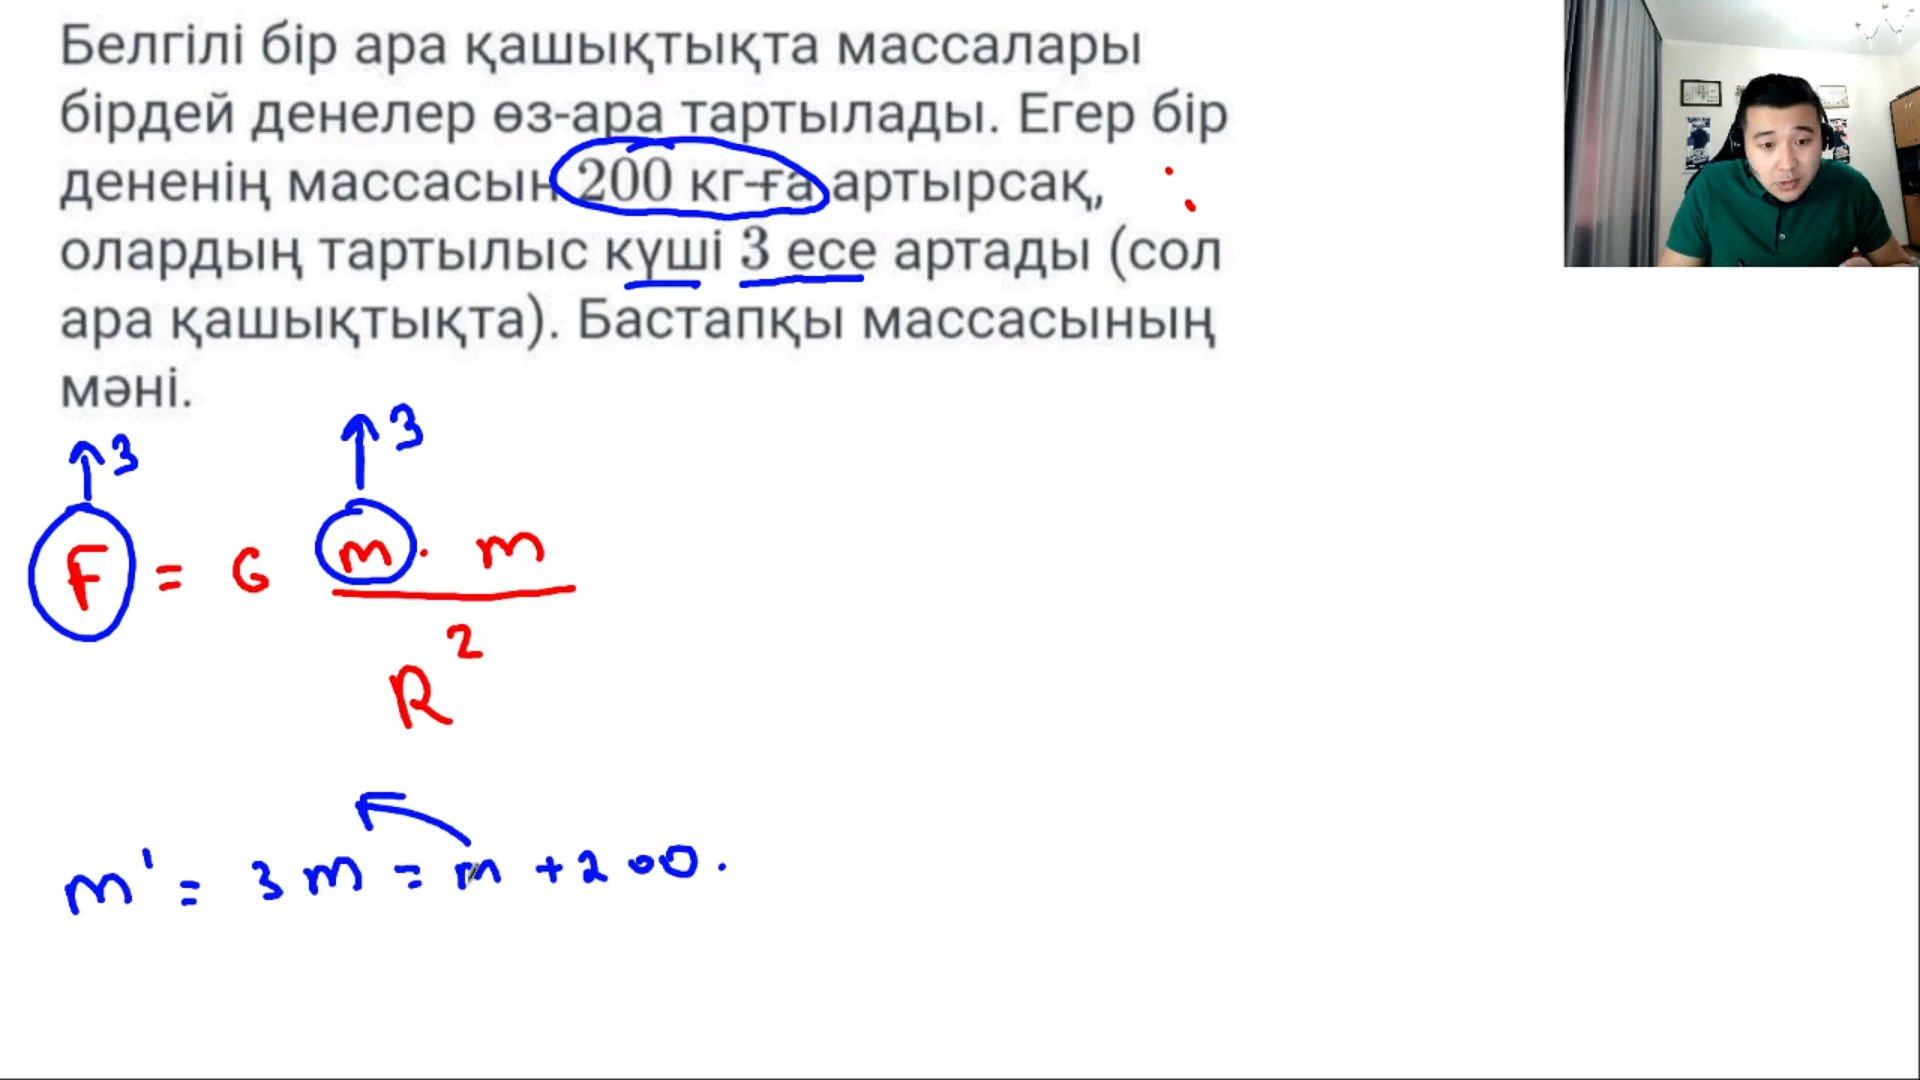 Белгілі бір ара қашықтықта массалары
бірдей денелер өз-ара тартылады. Егер бір
дененің массасын 200 кг-ға артырсақ,
олардың тартылыс күші 3 есе артады (сол
ара қашықтықта). Бастапқы массасының
мәні.
↑3 ↑3
F = G m · m
R²
m' = 3m = m + 200.